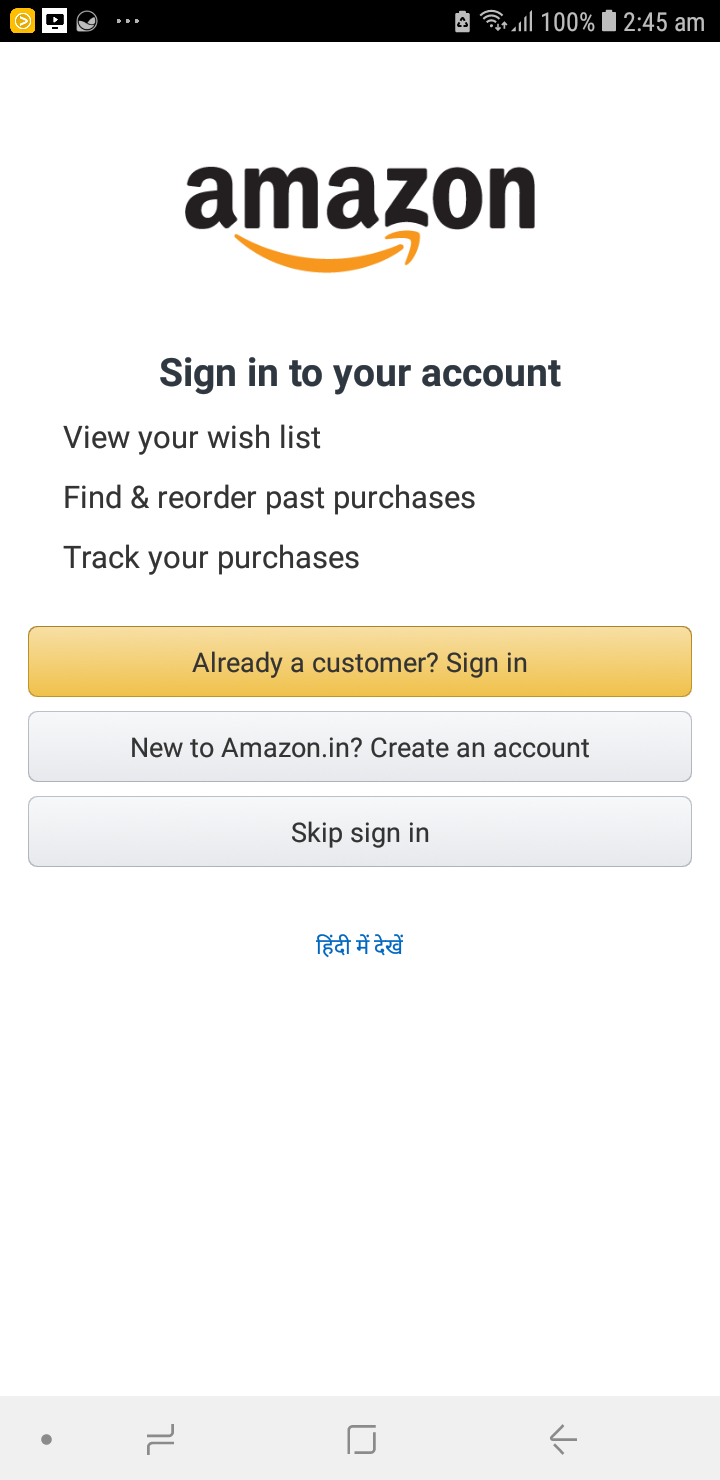 100% 2:45 am
amazon
Sign in to your account
View your wish list
Find & reorder past purchases
Track your purchases
Already a customer? Sign in
New to Amazon.in? Create an account
Skip sign in
हिंदी में देखें